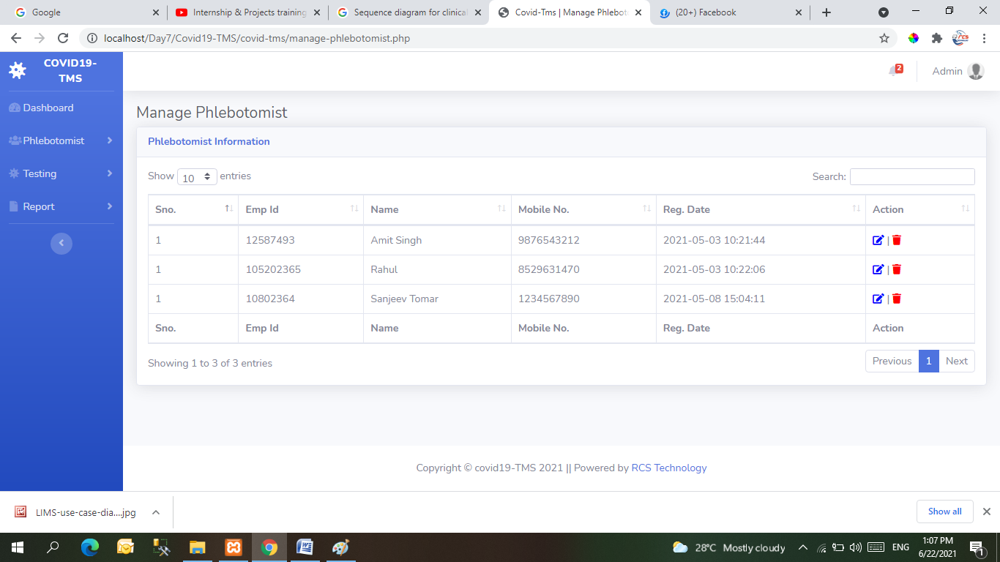 Google
Internship & Projects training
Sequence diagram for clinical
Covid-Tms | Manage Phlebot
(20+) Facebook
localhost/Day7/Covid19-TMS/covid-tms/manage-phlebotomist.php
COVID19-
TMS
2
Admin
Dashboard
Phlebotomist
Testing
Report
Manage Phlebotomist
Phlebotomist Information
Show 10 entries
Search:
Sno. Emp Id Name Mobile No. Reg. Date Action
1 12587493 Amit Singh 9876543212 2021-05-03 10:21:44 |
1 105202365 Rahul 8529631470 2021-05-03 10:22:06 |
1 10802364 Sanjeev Tomar 1234567890 2021-05-08 15:04:11 |
Sno. Emp Id Name Mobile No. Reg. Date Action
Showing 1 to 3 of 3 entries
Previous 1 Next
Copyright © covid19-TMS 2021 || Powered by RCS Technology
LIMS-use-case-dia....jpg
Show all
28°C Mostly cloudy
ENG
1:07 PM
6/22/2021
1